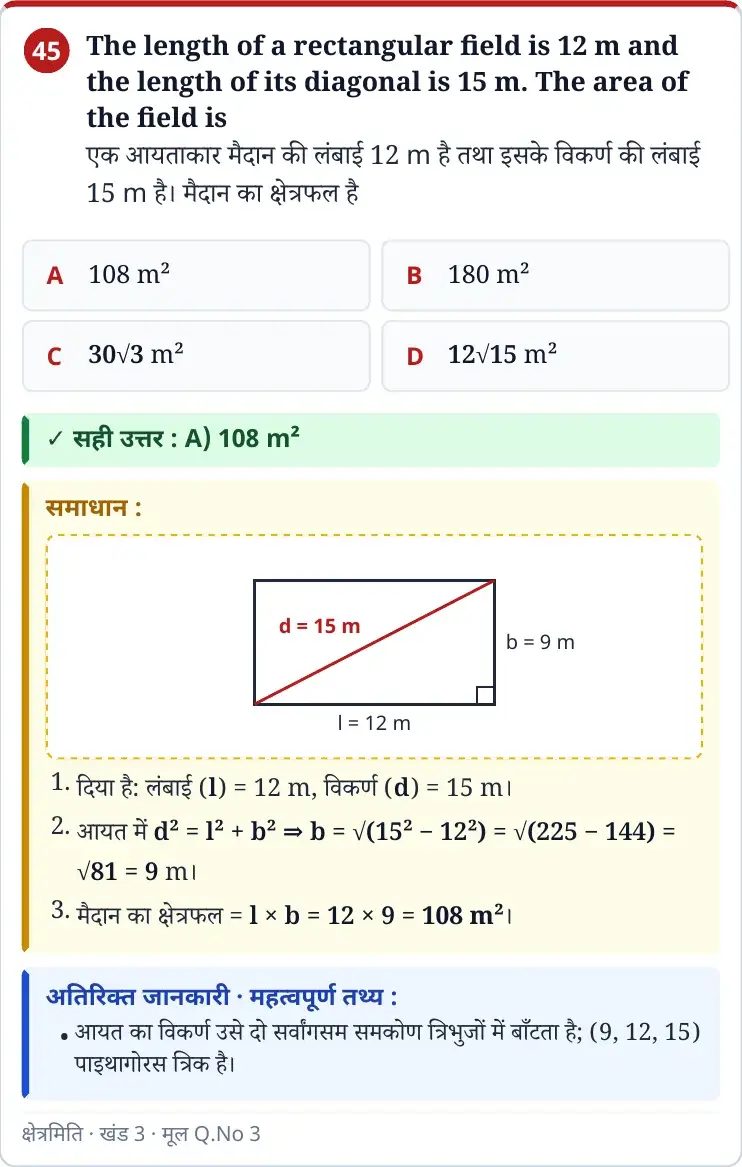 45 The length of a rectangular field is 12 m and
the length of its diagonal is 15 m. The area of
the field is
एक आयताकार मैदान की लंबाई 12 m है तथा इसके विकर्ण की लंबाई
15 m है। मैदान का क्षेत्रफल है
A 108 m²
B 180 m²
C 30√3 m²
D 12√15 m²
✓ सही उत्तर : A) 108 m²
समाधान :
d = 15 m
b = 9 m
l = 12 m
1. दिया है: लंबाई (l) = 12 m, विकर्ण (d) = 15 m।
2. आयत में d² = l² + b² ⇒ b = √(15² − 12²) = √(225 − 144) =
√81 = 9 m।
3. मैदान का क्षेत्रफल = l × b = 12 × 9 = 108 m²।
अतिरिक्त जानकारी · महत्वपूर्ण तथ्य :
• आयत का विकर्ण उसे दो सर्वांगसम समकोण त्रिभुजों में बाँटता है; (9, 12, 15)
पाइथागोरस त्रिक है।
क्षेत्रमिति · खंड 3 · मूल Q.No 3